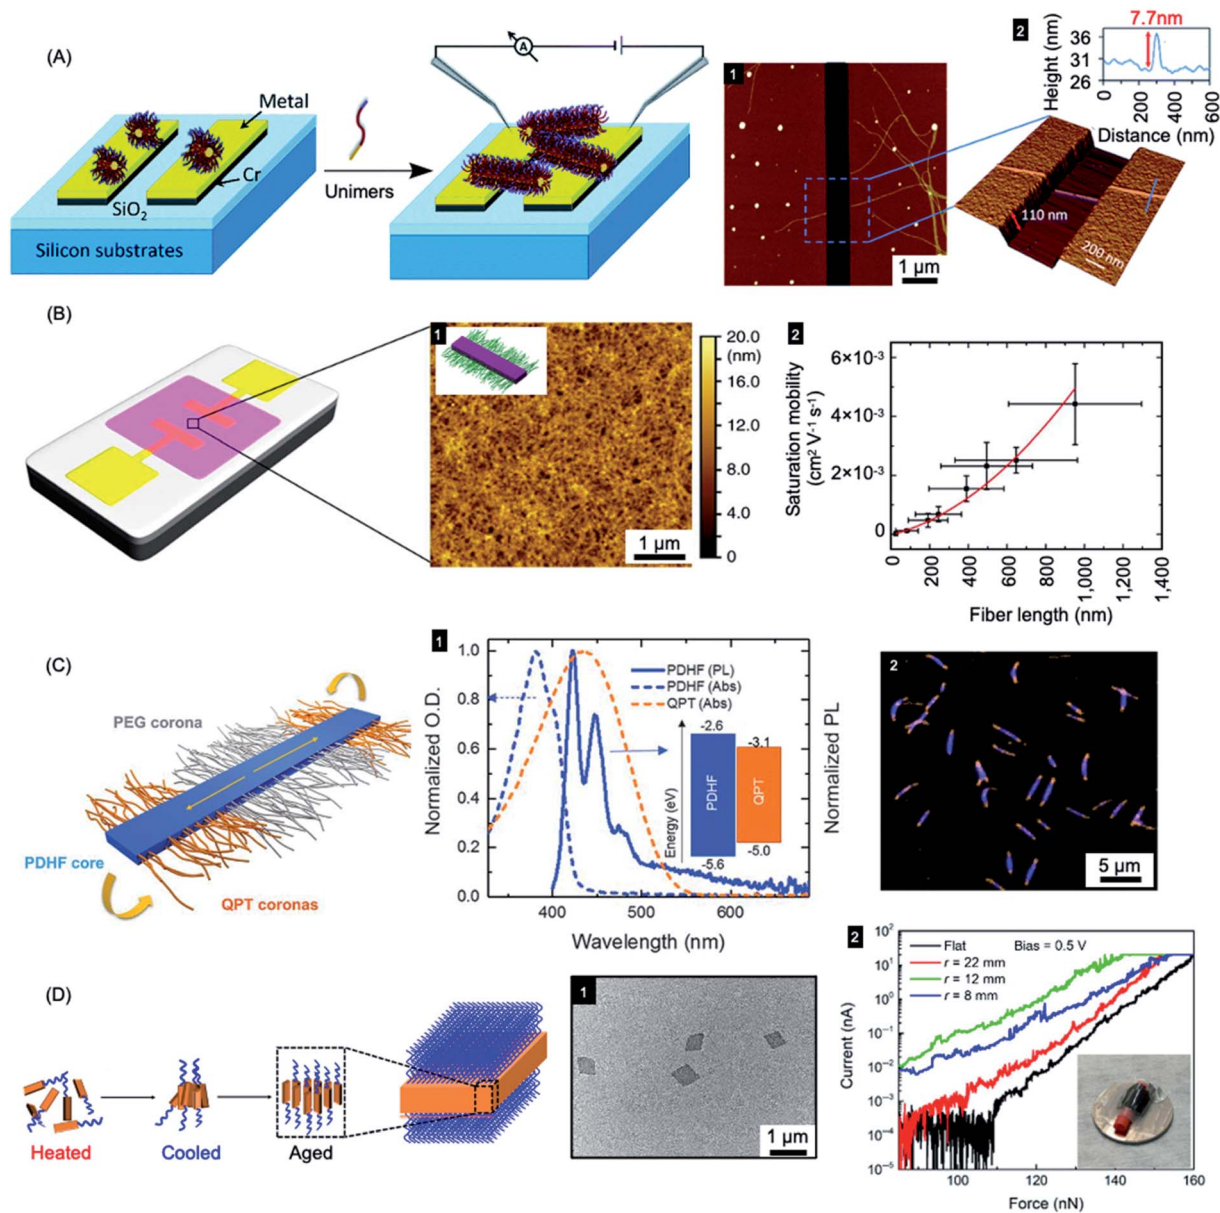 (A)
Metal
Cr
SiO2
Silicon substrates
Unimers
A
1
1 µm
2
7.7nm
Height (nm)
36
31
26
0
200
400
600
Distance (nm)
110 nm
200 nm
(B)
1
20.0
(nm)
16.0
12.0
8.0
4.0
0
1 µm
2
Saturation mobility
(cm² V⁻¹ s⁻¹)
6×10⁻³
4×10⁻³
2×10⁻³
0
0
200
400
600
800
1,000
1,200
1,400
Fiber length (nm)
(C)
PEG corona
PDHF core
QPT coronas
1
Normalized O.D.
1.0
0.8
0.6
0.4
0.2
0.0
PDHF (PL)
PDHF (Abs)
QPT (Abs)
Energy (eV)
-2.6
PDHF
-5.6
-3.1
QPT
-5.0
Normalized PL
400
500
600
Wavelength (nm)
2
5 µm
(D)
Heated
Cooled
Aged
1
1 µm
2
Current (nA)
10²
10¹
10⁰
10⁻¹
10⁻²
10⁻³
10⁻⁴
10⁻⁵
Flat
Bias = 0.5 V
r = 22 mm
r = 12 mm
r = 8 mm
100
120
140
160
Force (nN)